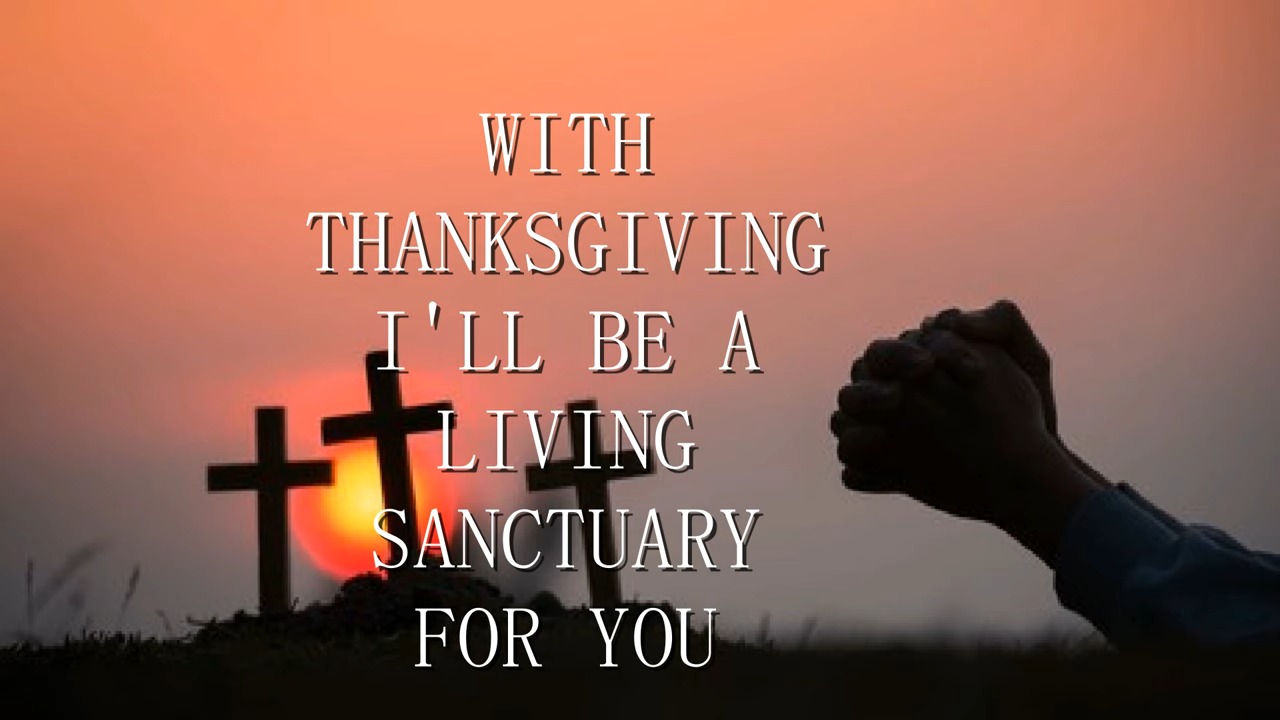 WITH
THANKSGIVING
I'LL BE A
LIVING
SANCTUARY
FOR YOU